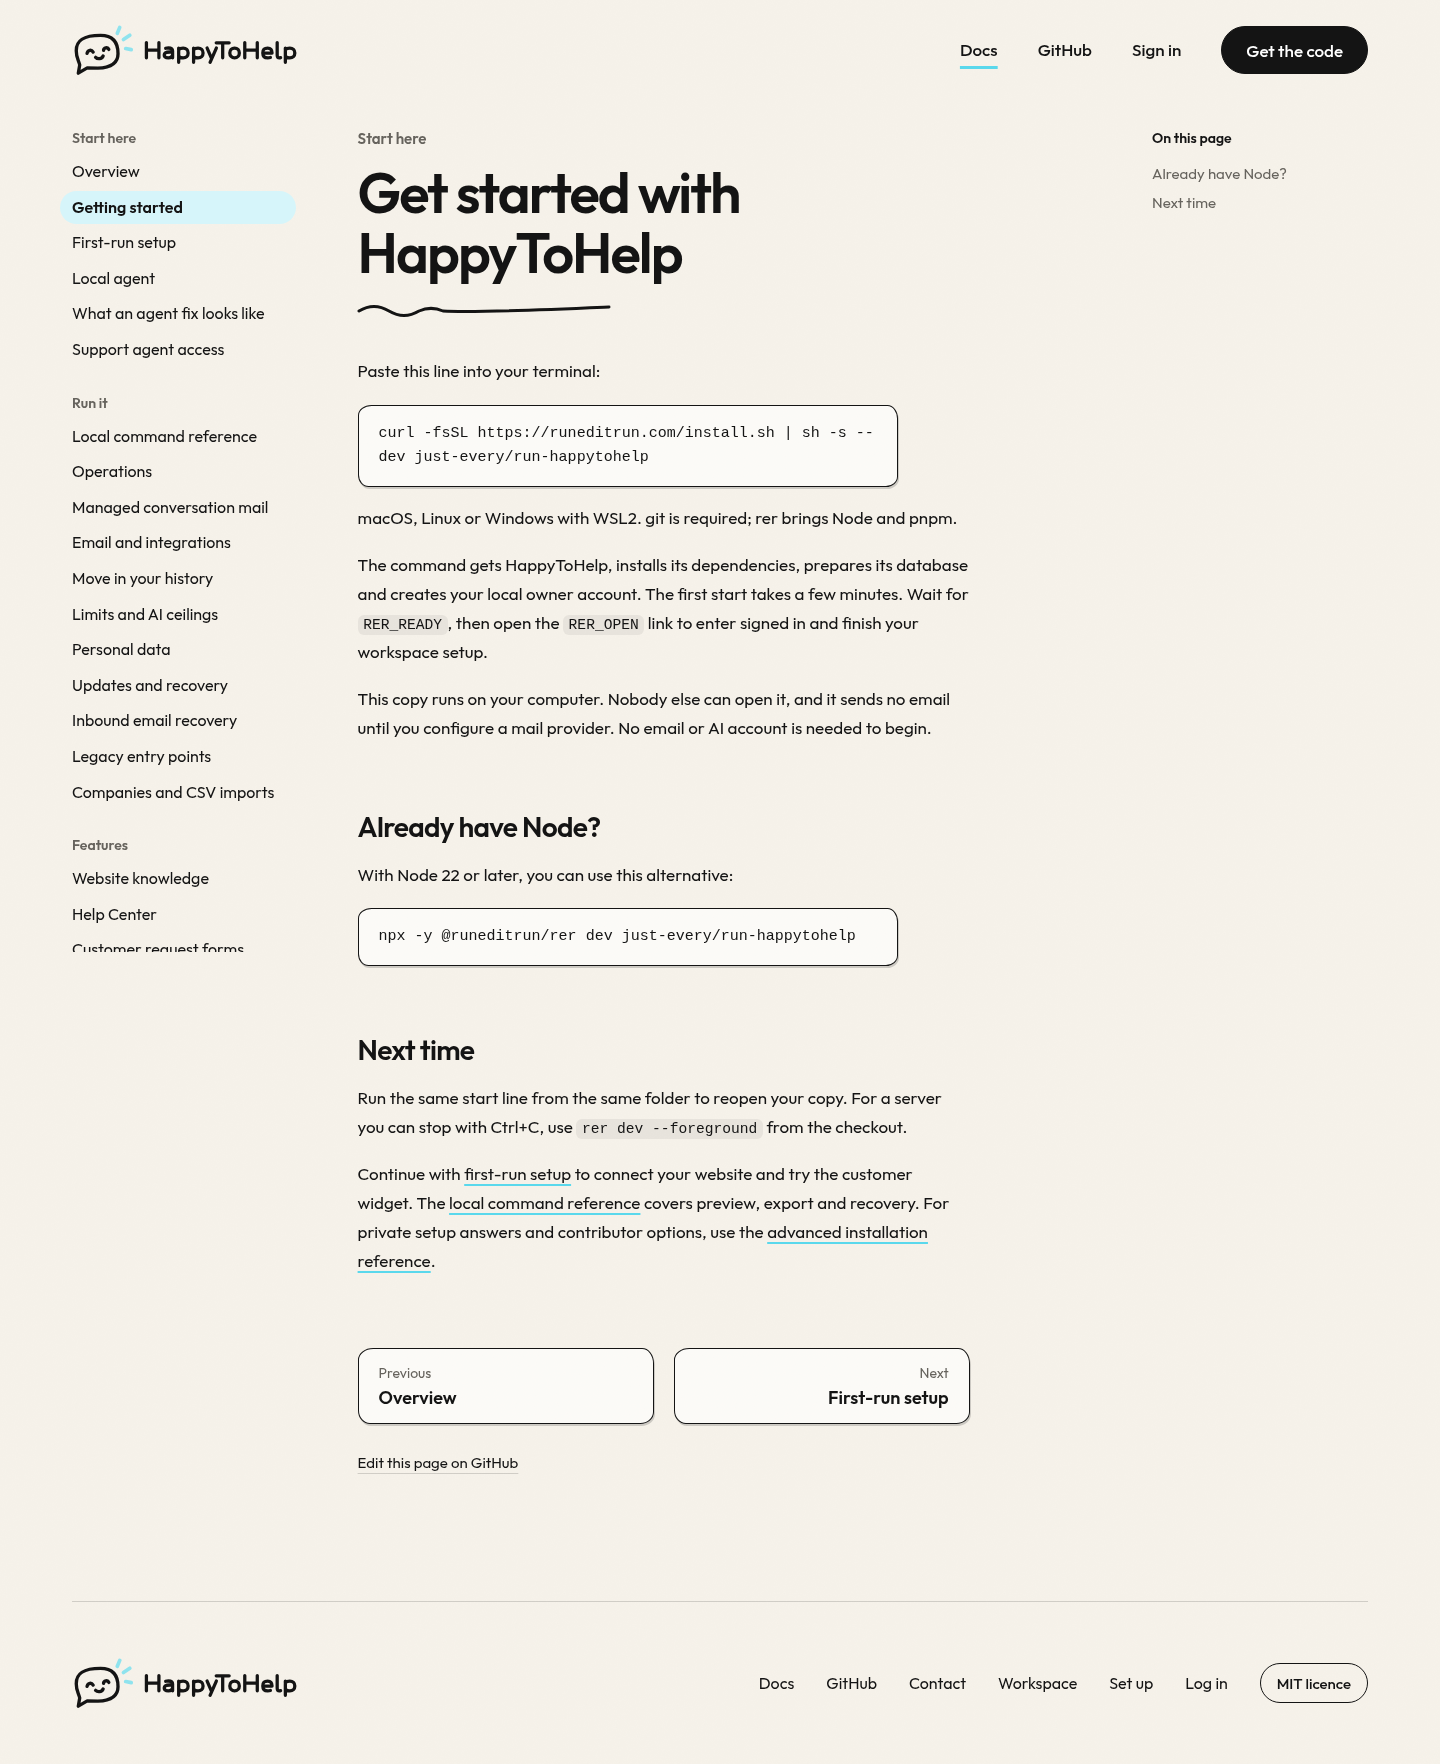 HappyToHelp
Docs
GitHub
Sign in
Get the code
Start here
Overview
Getting started
First-run setup
Local agent
What an agent fix looks like
Support agent access
Run it
Local command reference
Operations
Managed conversation mail
Email and integrations
Move in your history
Limits and AI ceilings
Personal data
Updates and recovery
Inbound email recovery
Legacy entry points
Companies and CSV imports
Features
Website knowledge
Help Center
Customer request forms
Start here
Get started with
HappyToHelp
Paste this line into your terminal:
curl -fsSL https://runeditrun.com/install.sh | sh -s --
dev just-every/run-happytohelp
macOS, Linux or Windows with WSL2. git is required; rer brings Node and pnpm.
The command gets HappyToHelp, installs its dependencies, prepares its database
and creates your local owner account. The first start takes a few minutes. Wait for
RER_READY, then open the RER_OPEN link to enter signed in and finish your
workspace setup.
This copy runs on your computer. Nobody else can open it, and it sends no email
until you configure a mail provider. No email or AI account is needed to begin.
Already have Node?
With Node 22 or later, you can use this alternative:
npx -y @runeditrun/rer dev just-every/run-happytohelp
Next time
Run the same start line from the same folder to reopen your copy. For a server
you can stop with Ctrl+C, use rer dev --foreground from the checkout.
Continue with first-run setup to connect your website and try the customer
widget. The local command reference covers preview, export and recovery. For
private setup answers and contributor options, use the advanced installation
reference.
Previous
Overview
Next
First-run setup
Edit this page on GitHub
On this page
Already have Node?
Next time
HappyToHelp
Docs
GitHub
Contact
Workspace
Set up
Log in
MIT licence